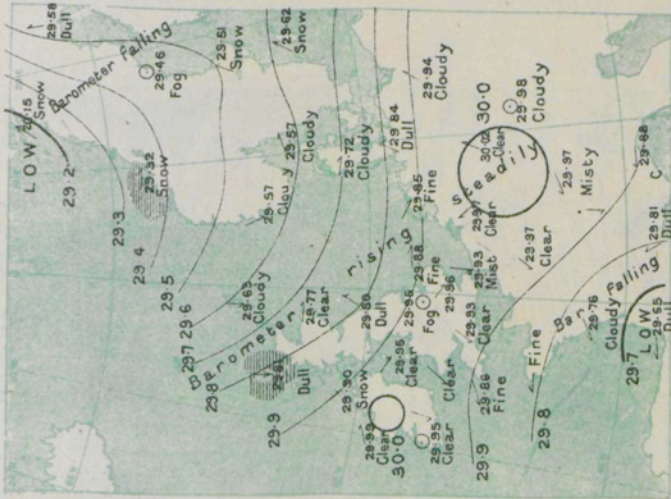 29·58
Dull
Barometer falling
29·46
Fog
29·51
Snow
29·62
Snow
LOW
Snow
29·2
29·3
29·32
Snow
29·4
29·5
29·6
29·7
29·8
29·9
29·57
Cloudy
29·57
Cloudy
29·72
Cloudy
29·84
Dull
29·94
Cloudy
30·0
29·98
Cloudy
30·02
Clear
Steadily
29·63
Cloudy
29·77
Clear
Barometer rising
29·80
Dull
29·85
Fine
29·88
Fine
29·96
Fog
29·96
29·93
Mist
29·97
Clear
29·97
Clear
29·97
Misty
29·88
C
29·81
Dull
Dull
29·90
Snow
29·95
Clear
29·93
Clear
Clear
29·99
Clear
30·0
29·95
Clear
29·86
Fine
29·9
Fine
29·8
29·76
Cloudy
Bar. falling
29·7
LOW
29·65
Dull